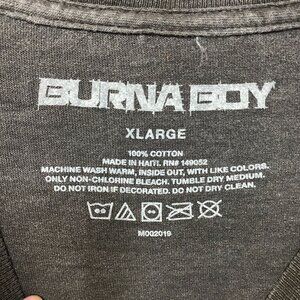 BURNA BOY
XLARGE
100% COTTON
MADE IN HAITI. RN# 149052
MACHINE WASH WARM, INSIDE OUT, WITH LIKE COLORS.
ONLY NON-CHLORINE BLEACH. TUMBLE DRY MEDIUM.
DO NOT IRON IF DECORATED. DO NOT DRY CLEAN.
M002019